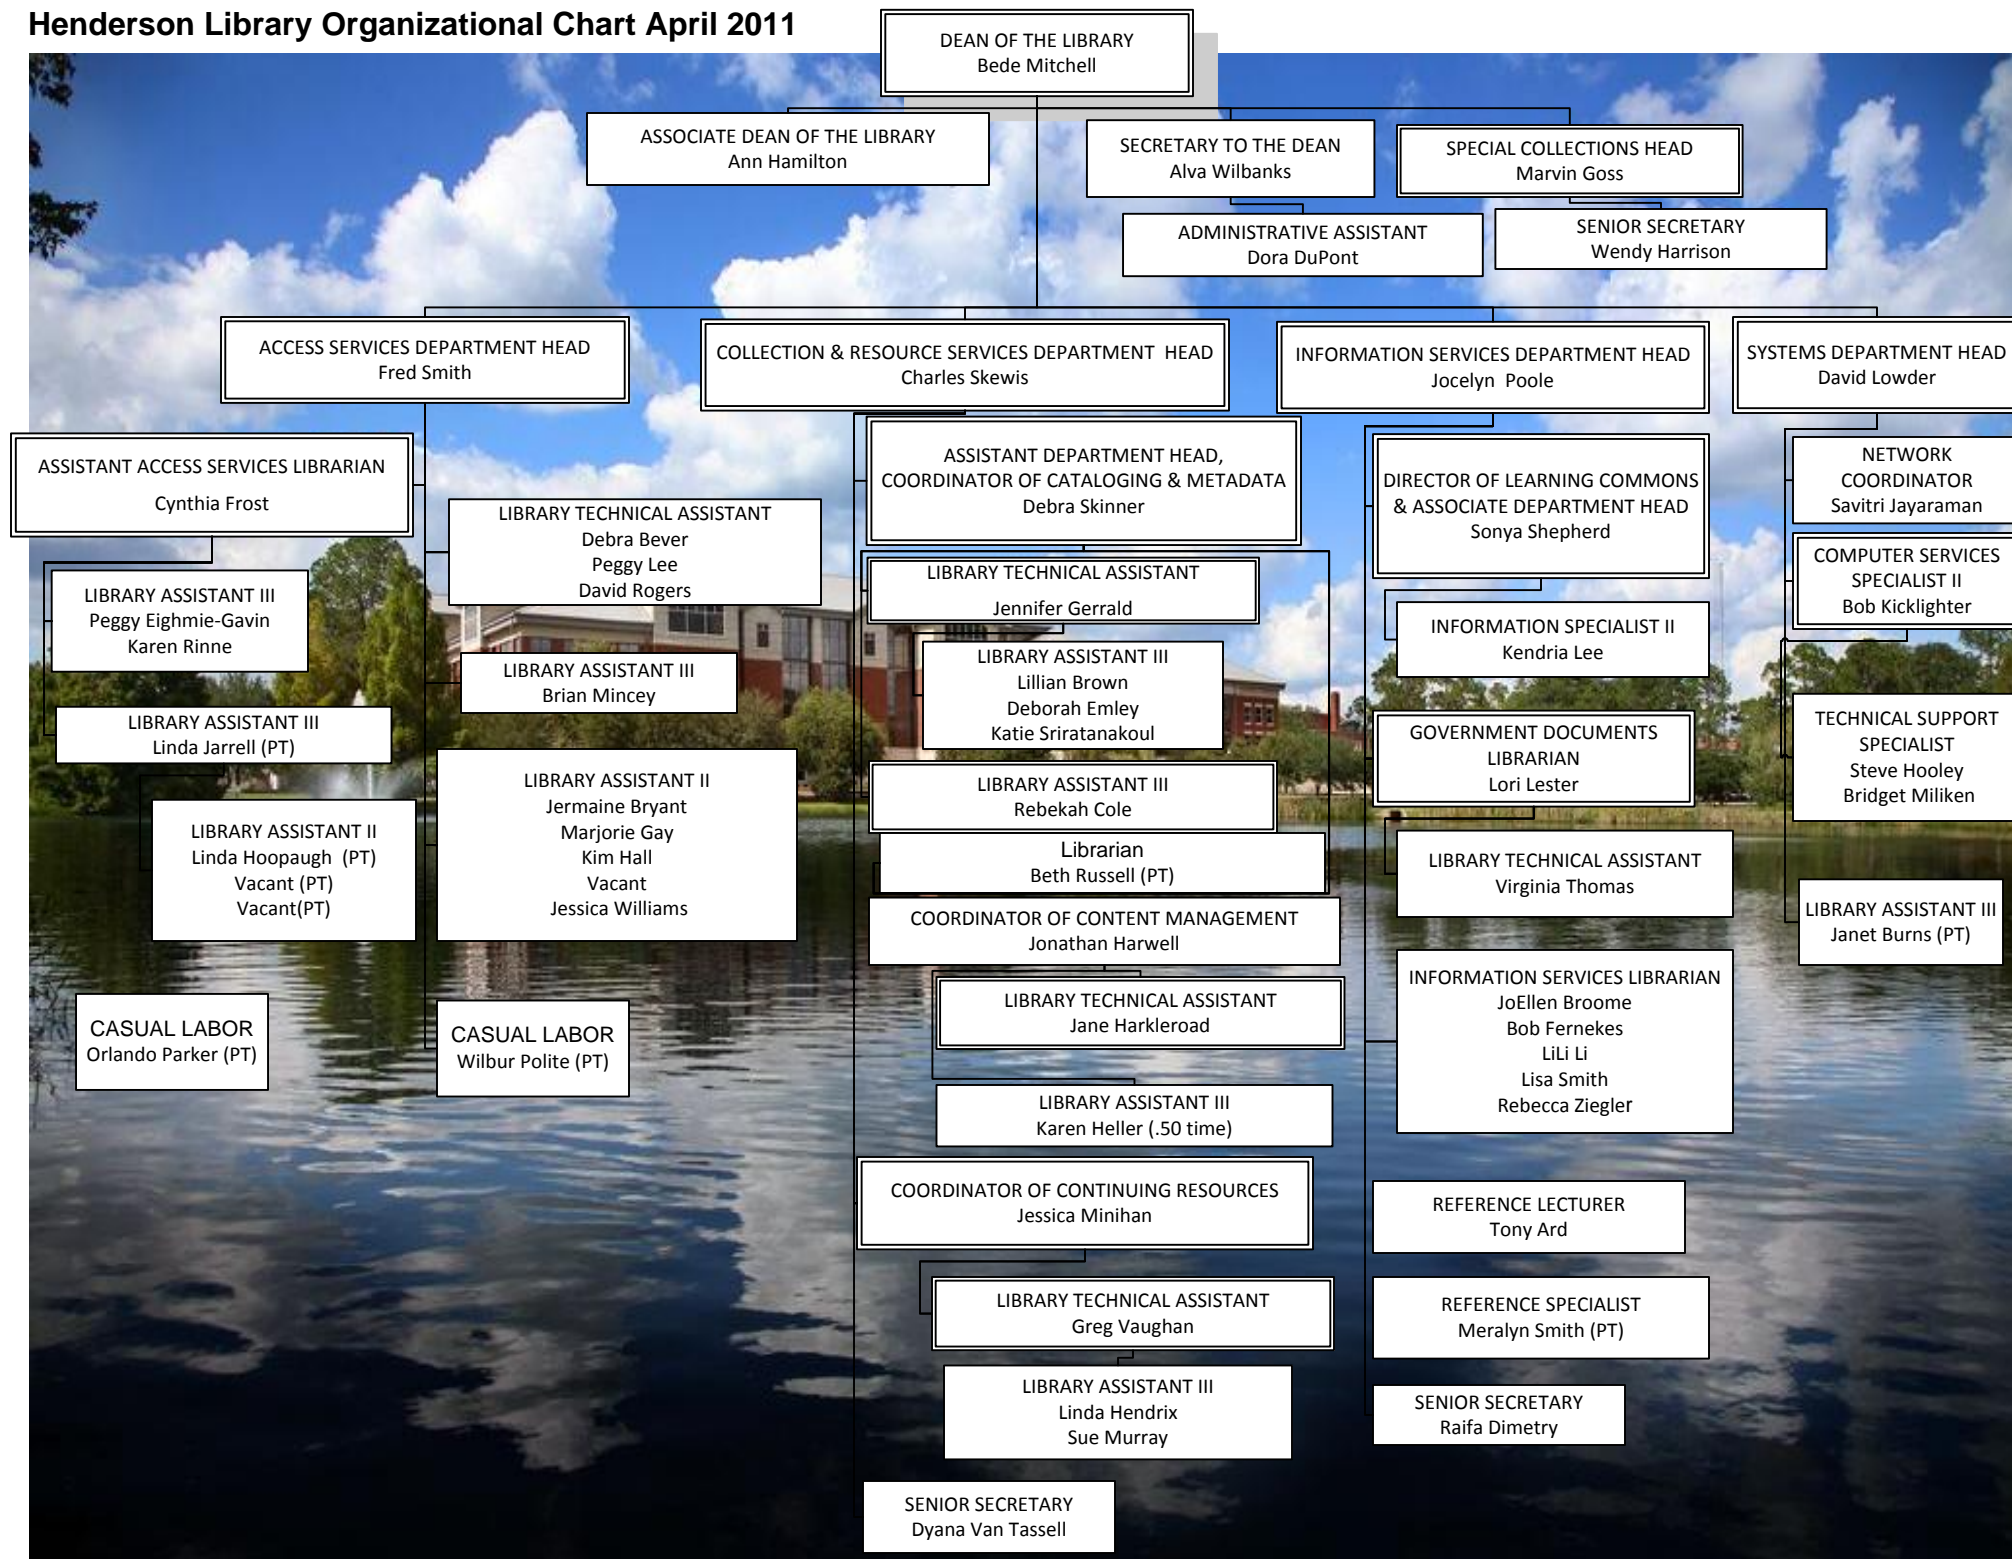 Henderson Library Organizational Chart April 2011
DEAN OF THE LIBRARY
Bede Mitchell
ASSOCIATE DEAN OF THE LIBRARY
Ann Hamilton
SECRETARY TO THE DEAN
Alva Wilbanks
SPECIAL COLLECTIONS HEAD
Marvin Goss
ADMINISTRATIVE ASSISTANT
Dora DuPont
SENIOR SECRETARY
Wendy Harrison
ACCESS SERVICES DEPARTMENT HEAD
Fred Smith
COLLECTION & RESOURCE SERVICES DEPARTMENT HEAD
Charles Skewis
INFORMATION SERVICES DEPARTMENT HEAD
Jocelyn Poole
SYSTEMS DEPARTMENT HEAD
David Lowder
ASSISTANT ACCESS SERVICES LIBRARIAN
Cynthia Frost
LIBRARY ASSISTANT III
Peggy Eighmie-Gavin
Karen Rinne
LIBRARY ASSISTANT III
Linda Jarrell (PT)
LIBRARY ASSISTANT II
Linda Hoopaugh (PT)
Vacant (PT)
Vacant(PT)
CASUAL LABOR
Orlando Parker (PT)
LIBRARY TECHNICAL ASSISTANT
Debra Bever
Peggy Lee
David Rogers
LIBRARY ASSISTANT III
Brian Mincey
LIBRARY ASSISTANT II
Jermaine Bryant
Marjorie Gay
Kim Hall
Vacant
Jessica Williams
CASUAL LABOR
Wilbur Polite (PT)
ASSISTANT DEPARTMENT HEAD,
COORDINATOR OF CATALOGING & METADATA
Debra Skinner
LIBRARY TECHNICAL ASSISTANT
Jennifer Gerrald
LIBRARY ASSISTANT III
Lillian Brown
Deborah Emley
Katie Sriratanakoul
LIBRARY ASSISTANT III
Rebekah Cole
Librarian
Beth Russell (PT)
COORDINATOR OF CONTENT MANAGEMENT
Jonathan Harwell
LIBRARY TECHNICAL ASSISTANT
Jane Harkleroad
LIBRARY ASSISTANT III
Karen Heller (.50 time)
COORDINATOR OF CONTINUING RESOURCES
Jessica Minihan
LIBRARY TECHNICAL ASSISTANT
Greg Vaughan
LIBRARY ASSISTANT III
Linda Hendrix
Sue Murray
SENIOR SECRETARY
Dyana Van Tassell
DIRECTOR OF LEARNING COMMONS
& ASSOCIATE DEPARTMENT HEAD
Sonya Shepherd
INFORMATION SPECIALIST II
Kendria Lee
GOVERNMENT DOCUMENTS
LIBRARIAN
Lori Lester
LIBRARY TECHNICAL ASSISTANT
Virginia Thomas
INFORMATION SERVICES LIBRARIAN
JoEllen Broome
Bob Fernekes
LiLi Li
Lisa Smith
Rebecca Ziegler
REFERENCE LECTURER
Tony Ard
REFERENCE SPECIALIST
Meralyn Smith (PT)
SENIOR SECRETARY
Raifa Dimetry
NETWORK
COORDINATOR
Savitri Jayaraman
COMPUTER SERVICES
SPECIALIST II
Bob Kicklighter
TECHNICAL SUPPORT
SPECIALIST
Steve Hooley
Bridget Miliken
LIBRARY ASSISTANT III
Janet Burns (PT)